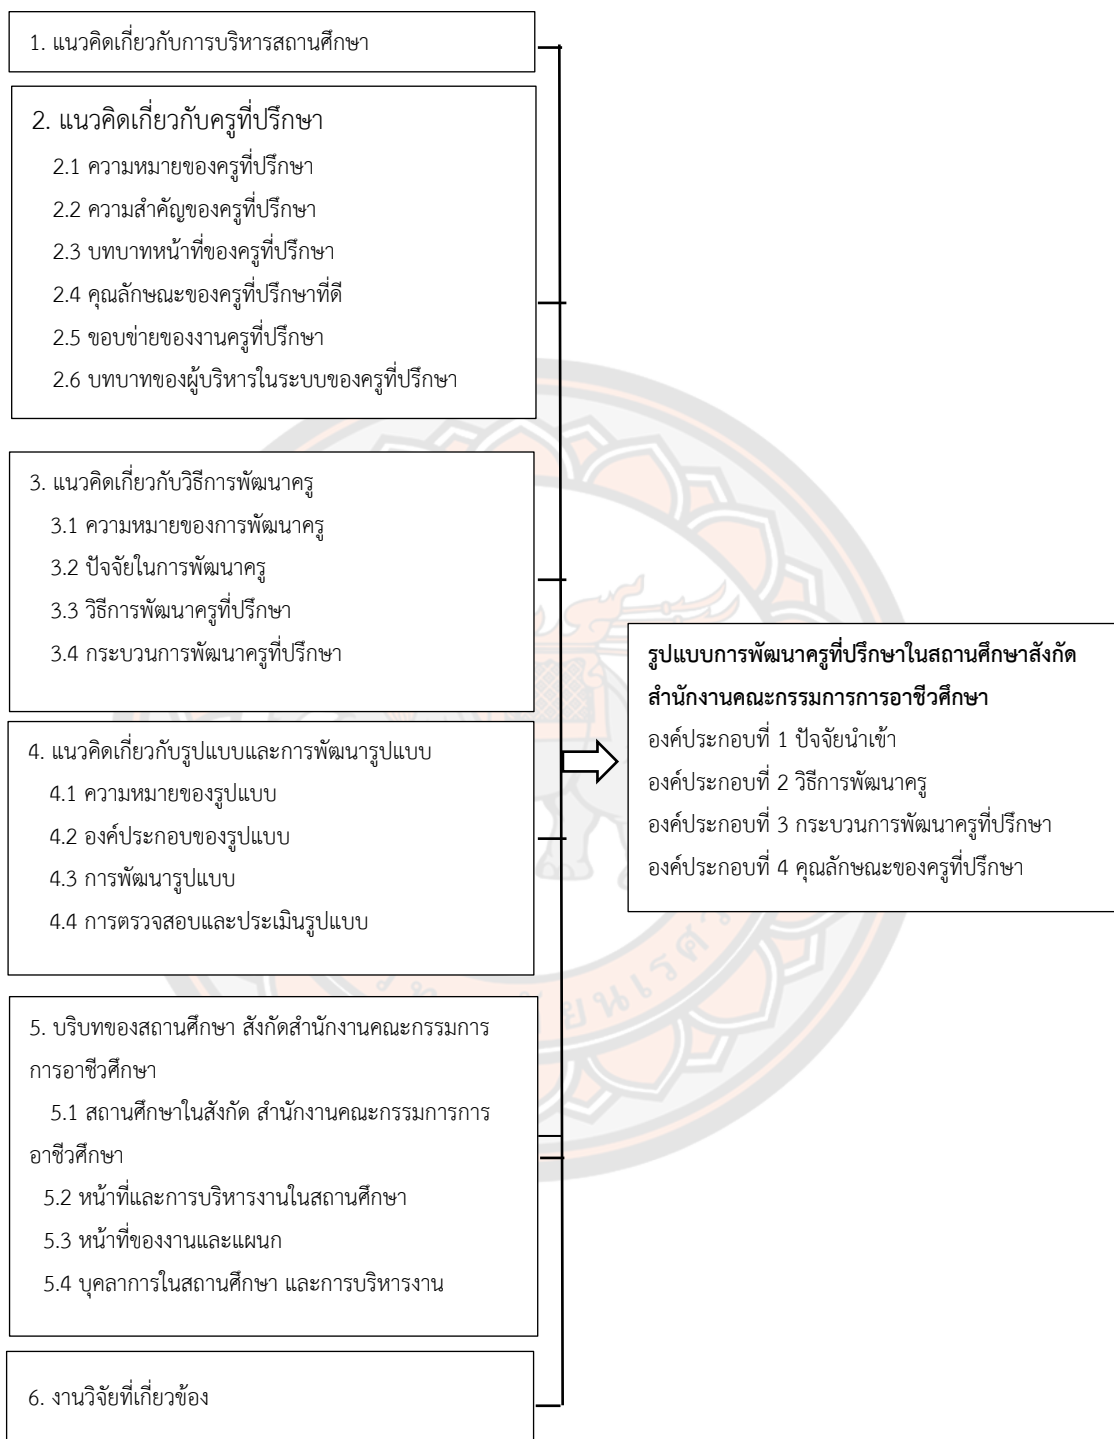 1. แนวคิดเกี่ยวกับการบริหารสถานศึกษา
2. แนวคิดเกี่ยวกับครูที่ปรึกษา
2.1 ความหมายของครูที่ปรึกษา
2.2 ความสำคัญของครูที่ปรึกษา
2.3 บทบาทหน้าที่ของครูที่ปรึกษา
2.4 คุณลักษณะของครูที่ปรึกษาที่ดี
2.5 ขอบข่ายของงานครูที่ปรึกษา
2.6 บทบาทของผู้บริหารในระบบของครูที่ปรึกษา
3. แนวคิดเกี่ยวกับวิธีการพัฒนาครู
3.1 ความหมายของการพัฒนาครู
3.2 ปัจจัยในการพัฒนาครู
3.3 วิธีการพัฒนาครูที่ปรึกษา
3.4 กระบวนการพัฒนาครูที่ปรึกษา
4. แนวคิดเกี่ยวกับรูปแบบและการพัฒนารูปแบบ
4.1 ความหมายของรูปแบบ
4.2 องค์ประกอบของรูปแบบ
4.3 การพัฒนารูปแบบ
4.4 การตรวจสอบและประเมินรูปแบบ
5. บริบทของสถานศึกษา สังกัดสำนักงานคณะกรรมการ
การอาชีวศึกษา
5.1 สถานศึกษาในสังกัด สำนักงานคณะกรรมการการ
อาชีวศึกษา
5.2 หน้าที่และการบริหารงานในสถานศึกษา
5.3 หน้าที่ของงานและแผนก
5.4 บุคลาการในสถานศึกษา และการบริหารงาน
6. งานวิจัยที่เกี่ยวข้อง
รูปแบบการพัฒนาครูที่ปรึกษาในสถานศึกษาสังกัด
สำนักงานคณะกรรมการการอาชีวศึกษา
องค์ประกอบที่ 1 ปัจจัยนำเข้า
องค์ประกอบที่ 2 วิธีการพัฒนาครู
องค์ประกอบที่ 3 กระบวนการพัฒนาครูที่ปรึกษา
องค์ประกอบที่ 4 คุณลักษณะของครูที่ปรึกษา